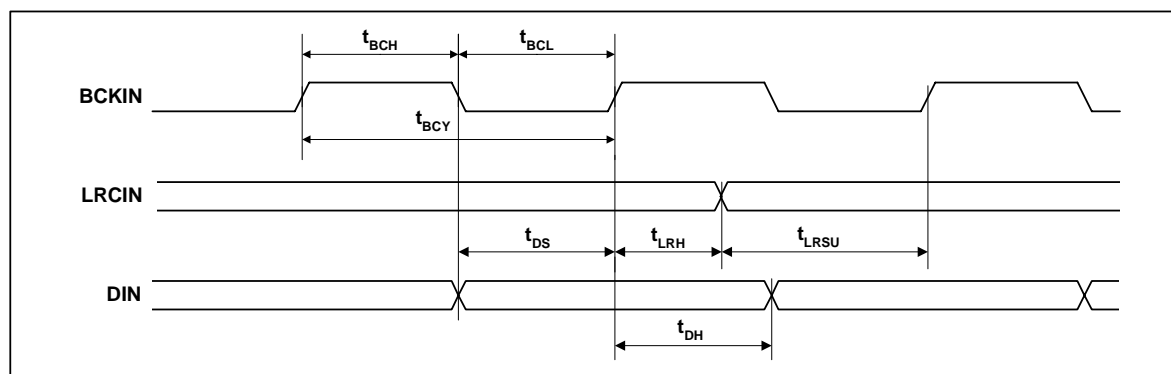 tBCH tBCL
BCKIN
tBCY
LRCIN
tDS tLRH tLRSU
DIN
tDH